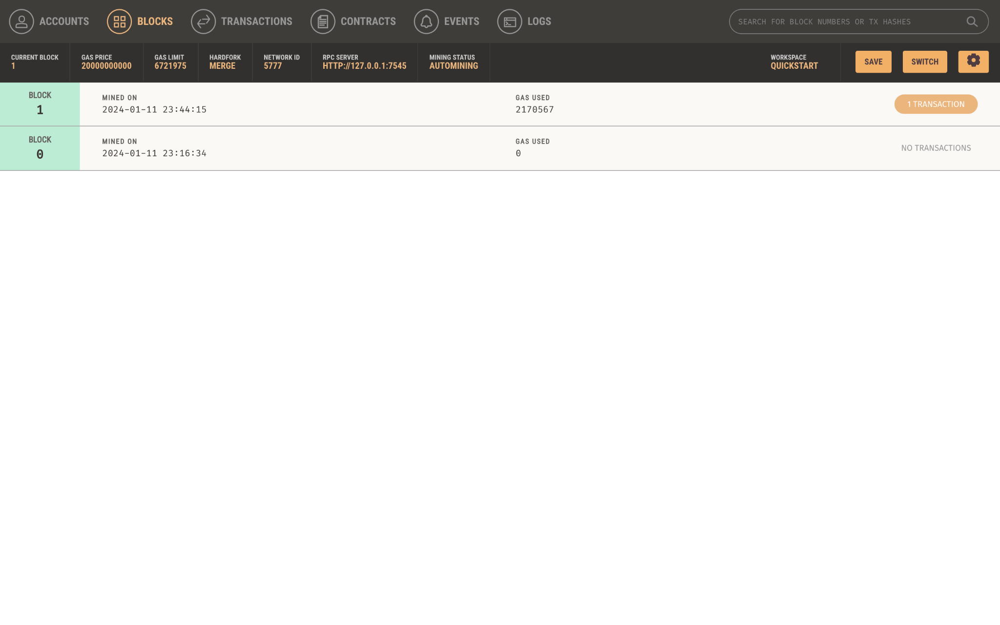 ACCOUNTS BLOCKS TRANSACTIONS CONTRACTS EVENTS LOGS SEARCH FOR BLOCK NUMBERS OR TX HASHES
CURRENT BLOCK GAS PRICE GAS LIMIT HARDFORK NETWORK ID RPC SERVER MINING STATUS WORKSPACE
1 20000000000 6721975 MERGE 5777 HTTP://127.0.0.1:7545 AUTOMINING QUICKSTART SAVE SWITCH
BLOCK MINED ON GAS USED
1 2024-01-11 23:44:15 2170567 1 TRANSACTION
BLOCK MINED ON GAS USED
0 2024-01-11 23:16:34 0 NO TRANSACTIONS